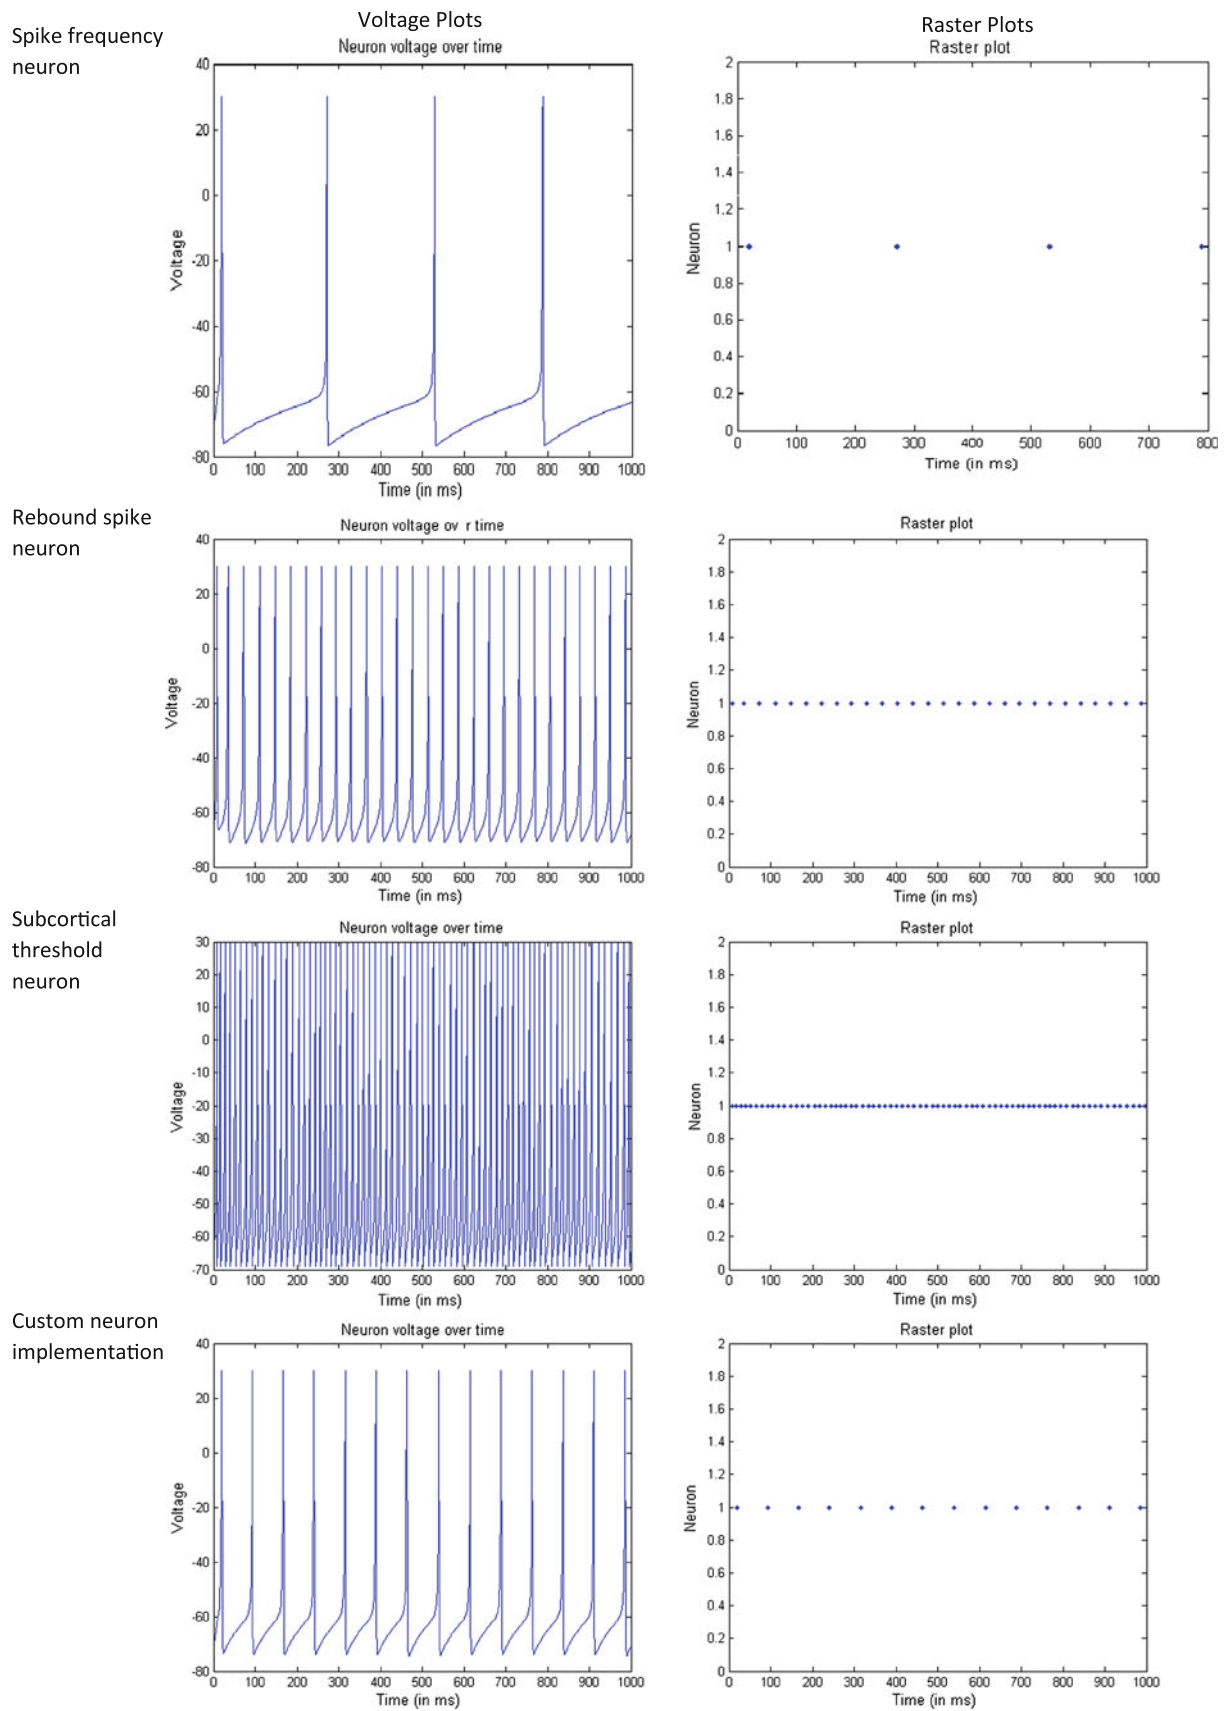 Voltage Plots
Raster Plots
Spike frequency
neuron
Neuron voltage over time
40
20
0
-20
-40
-60
-80
Voltage
0 100 200 300 400 500 600 700 800 900 1000
Time (in ms)
Raster plot
2
1.8
1.6
1.4
1.2
1
0.8
0.6
0.4
0.2
0
Neuron
0 100 200 300 400 500 600 700 800
Time (in ms)
Rebound spike
neuron
Neuron voltage ov r time
40
20
0
-20
-40
-60
-80
Voltage
0 100 200 300 400 500 600 700 800 900 1000
Time (in ms)
Raster plot
2
1.8
1.6
1.4
1.2
1
0.8
0.6
0.4
0.2
0
Neuron
0 100 200 300 400 500 600 700 800 900 1000
Time (in ms)
Subcortical
threshold
neuron
Neuron voltage over time
30
20
10
0
-10
-20
-30
-40
-50
-60
-70
Voltage
0 100 200 300 400 500 600 700 800 900 1000
Time (in ms)
Raster plot
2
1.8
1.6
1.4
1.2
1
0.8
0.6
0.4
0.2
0
Neuron
0 100 200 300 400 500 600 700 800 900 1000
Time (in ms)
Custom neuron
implementation
Neuron voltage over time
40
20
0
-20
-40
-60
-80
Voltage
0 100 200 300 400 500 600 700 800 900 1000
Time (in ms)
Raster plot
2
1.8
1.6
1.4
1.2
1
0.8
0.6
0.4
0.2
0
Neuron
0 100 200 300 400 500 600 700 800 900 1000
Time (in ms)